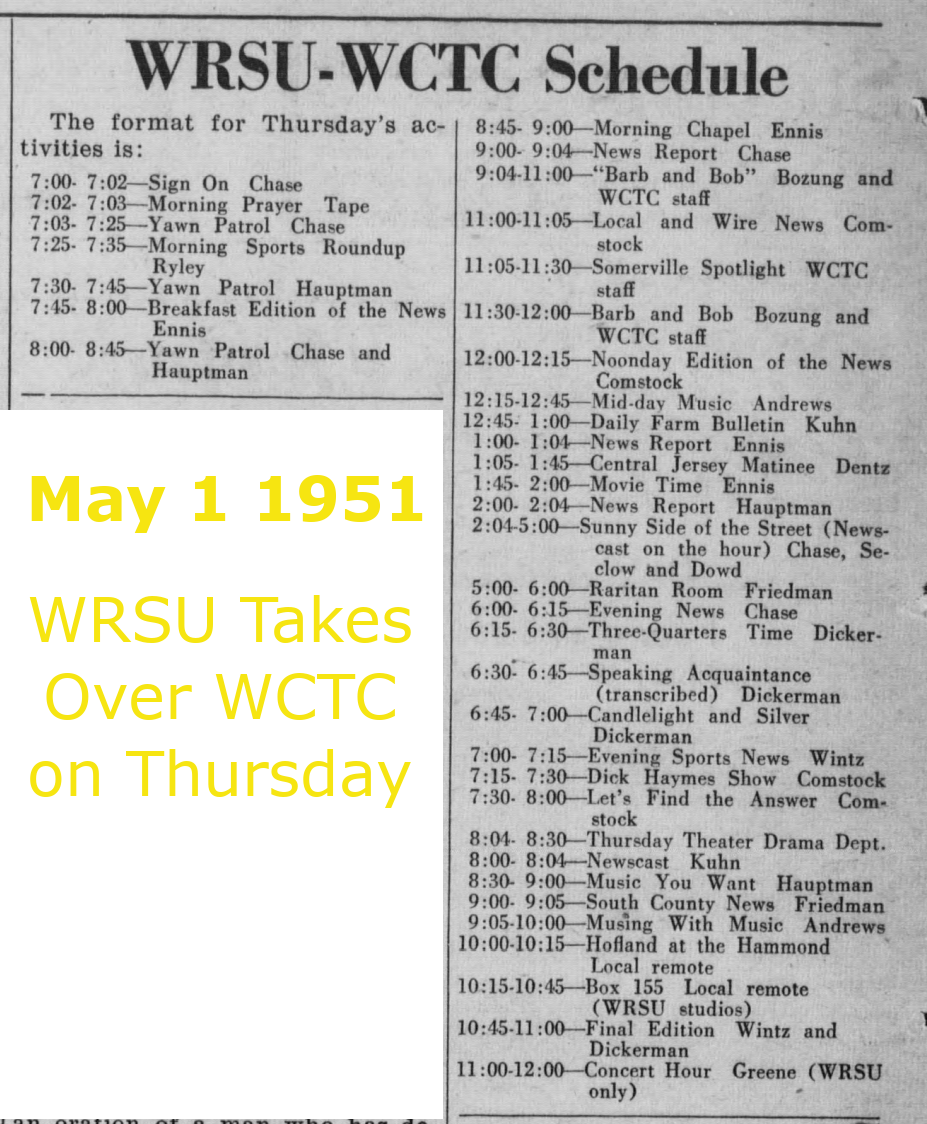 WRSU-WCTC Schedule
The format for Thursday's ac-
tivities is:
7:00- 7:02—Sign On Chase
7:02- 7:03—Morning Prayer Tape
7:03- 7:25—Yawn Patrol Chase
7:25- 7:35—Morning Sports Roundup
Ryley
7:30- 7:45—Yawn Patrol Hauptman
7:45- 8:00—Breakfast Edition of the News
Ennis
8:00- 8:45—Yawn Patrol Chase and
Hauptman
May 1 1951
WRSU Takes
Over WCTC
on Thursday
8:45- 9:00—Morning Chapel Ennis
9:00- 9:04—News Report Chase
9:04-11:00—"Barb and Bob" Bozung and
WCTC staff
11:00-11:05—Local and Wire News Com-
stock
11:05-11:30—Somerville Spotlight WCTC
staff
11:30-12:00—Barb and Bob Bozung and
WCTC staff
12:00-12:15—Noonday Edition of the News
Comstock
12:15-12:45—Mid-day Music Andrews
12:45- 1:00—Daily Farm Bulletin Kuhn
1:00- 1:04—News Report Ennis
1:05- 1:45—Central Jersey Matinee Dentz
1:45- 2:00—Movie Time Ennis
2:00- 2:04—News Report Hauptman
2:04-5:00—Sunny Side of the Street (News-
cast on the hour) Chase, Se-
clow and Dowd
5:00- 6:00—Raritan Room Friedman
6:00- 6:15—Evening News Chase
6:15- 6:30—Three-Quarters Time Dicker-
man
6:30- 6:45—Speaking Acquaintance
(transcribed) Dickerman
6:45- 7:00—Candlelight and Silver
Dickerman
7:00- 7:15—Evening Sports News Wintz
7:15- 7:30—Dick Haymes Show Comstock
7:30- 8:00—Let's Find the Answer Com-
stock
8:04- 8:30—Thursday Theater Drama Dept.
8:00- 8:04—Newscast Kuhn
8:30- 9:00—Music You Want Hauptman
9:00- 9:05—South County News Friedman
9:05-10:00—Musing With Music Andrews
10:00-10:15—Hofland at the Hammond
Local remote
10:15-10:45—Box 155 Local remote
(WRSU studios)
10:45-11:00—Final Edition Wintz and
Dickerman
11:00-12:00—Concert Hour Greene (WRSU
only)